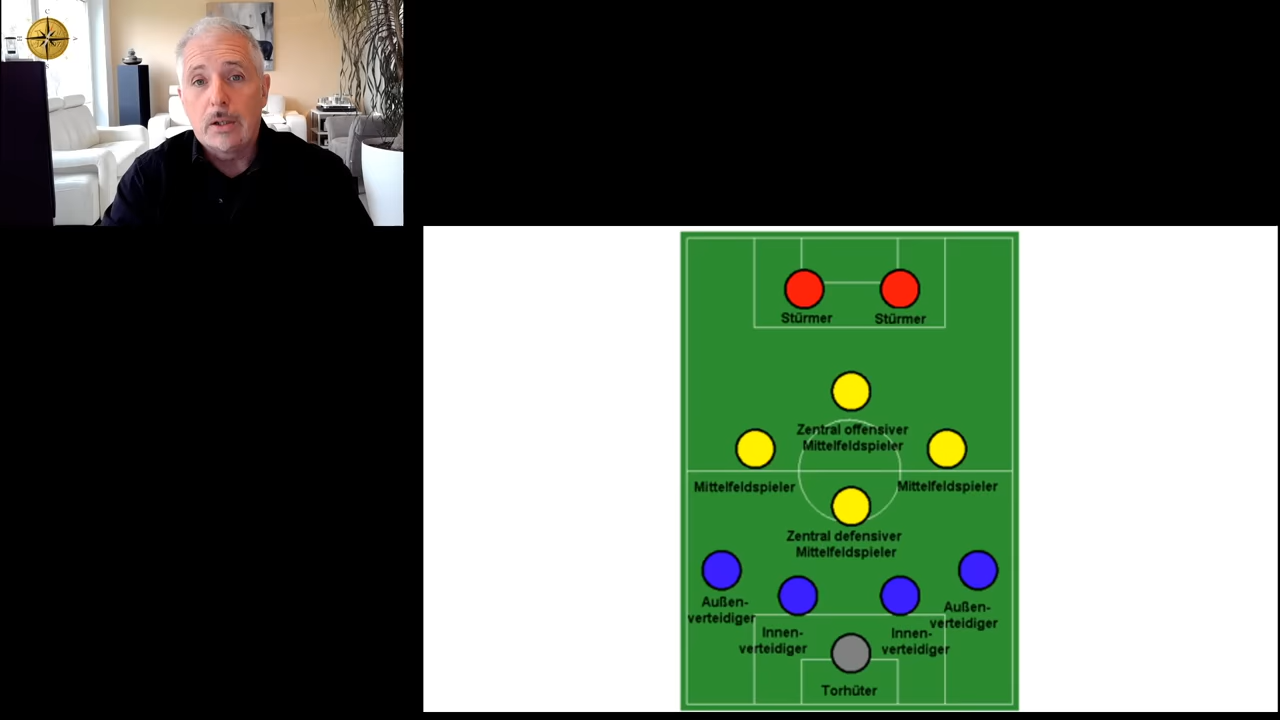 Stürmer
Stürmer
Zentral offensiver
Mittelfeldspieler
Mittelfeldspieler
Mittelfeldspieler
Zentral defensiver
Mittelfeldspieler
Außen-
verteidiger
Außen-
verteidiger
Innen-
verteidiger
Innen-
verteidiger
Torhüter